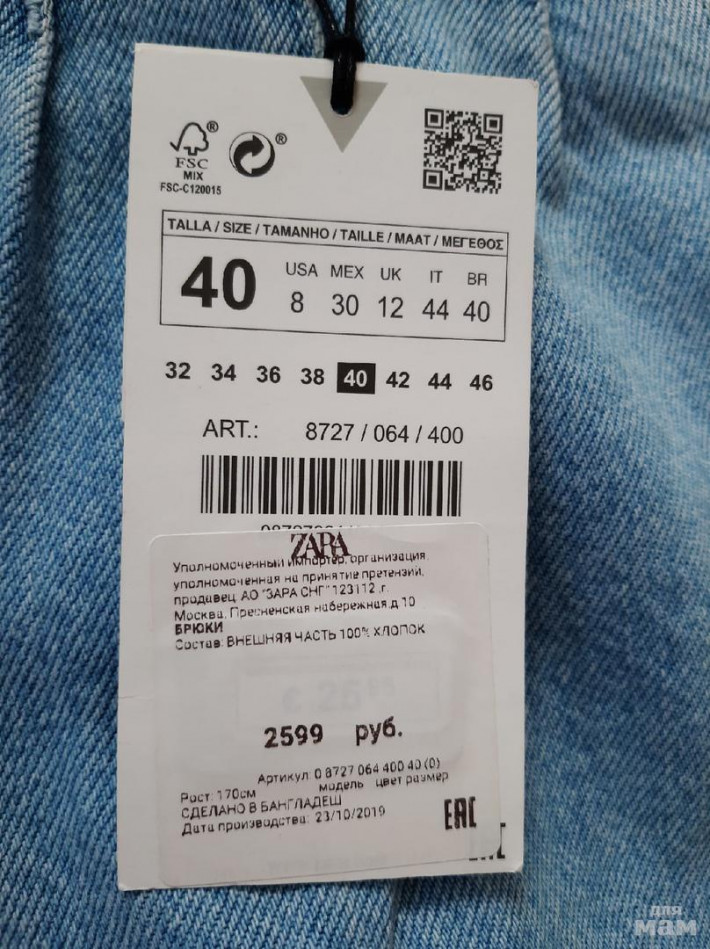 FSC®
MIX
FSC-C120015
TALLA / SIZE / TAMANHO / TAILLE / MAAT / ΜΕΓΕΘΟΣ
40
USA MEX UK IT BR
8 30 12 44 40
32 34 36 38 40 42 44 46
ART.: 8727 / 064 / 400
ZARA
Уполномоченный импортер, организация,
уполномоченная на принятие претензий,
продавец: АО "ЗАРА СНГ" 123112 ,г.
Москва, Пресненская набережная,д 10
БРЮКИ
Состав: ВНЕШНЯЯ ЧАСТЬ 100% ХЛОПОК
2599 руб.
Артикул: 0 8727 064 400 40 (0)
модель цвет размер
Рост: 170см
СДЕЛАНО В БАНГЛАДЕШ
Дата производства: 23/10/2019
EAC
для
мам